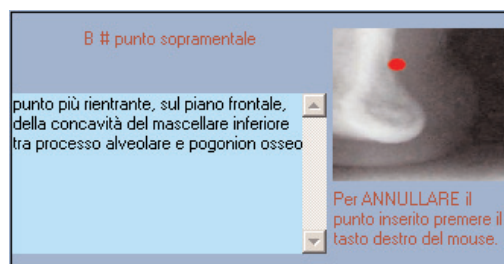 B # punto sopramentale
punto più rientrante, sul piano frontale,
della concavità del mascellare inferiore
tra processo alveolare e pogonion osseo
Per ANNULLARE il
punto inserito premere il
tasto destro del mouse.